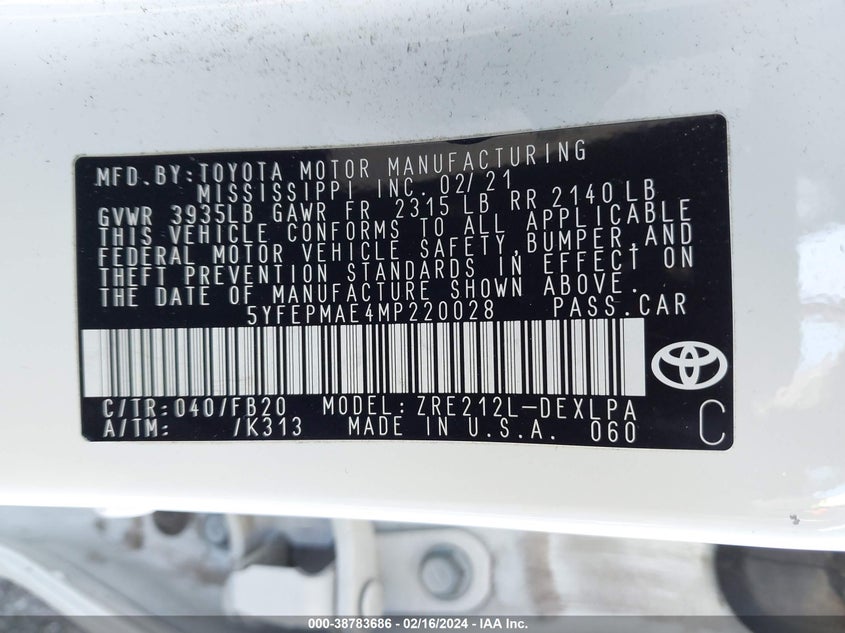 MFD.BY:TOYOTA MOTOR MANUFACTURING
MISSISSIPPI INC. 02/21
GVWR 3935LB GAWR FR 2315 LB RR 2140 LB
THIS VEHICLE CONFORMS TO ALL APPLICABLE
FEDERAL MOTOR VEHICLE SAFETY,BUMPER,AND
THEFT PREVENTION STANDARDS IN EFFECT ON
THE DATE OF MANUFACTURE SHOWN ABOVE.
5YFEPMAE4MP220028 PASS.CAR
C/TR:040/FB20 MODEL:ZRE212L-DEXLPA
A/TM: /K313 MADE IN U.S.A. 060 C
000-38783686 - 02/16/2024 - IAA Inc.